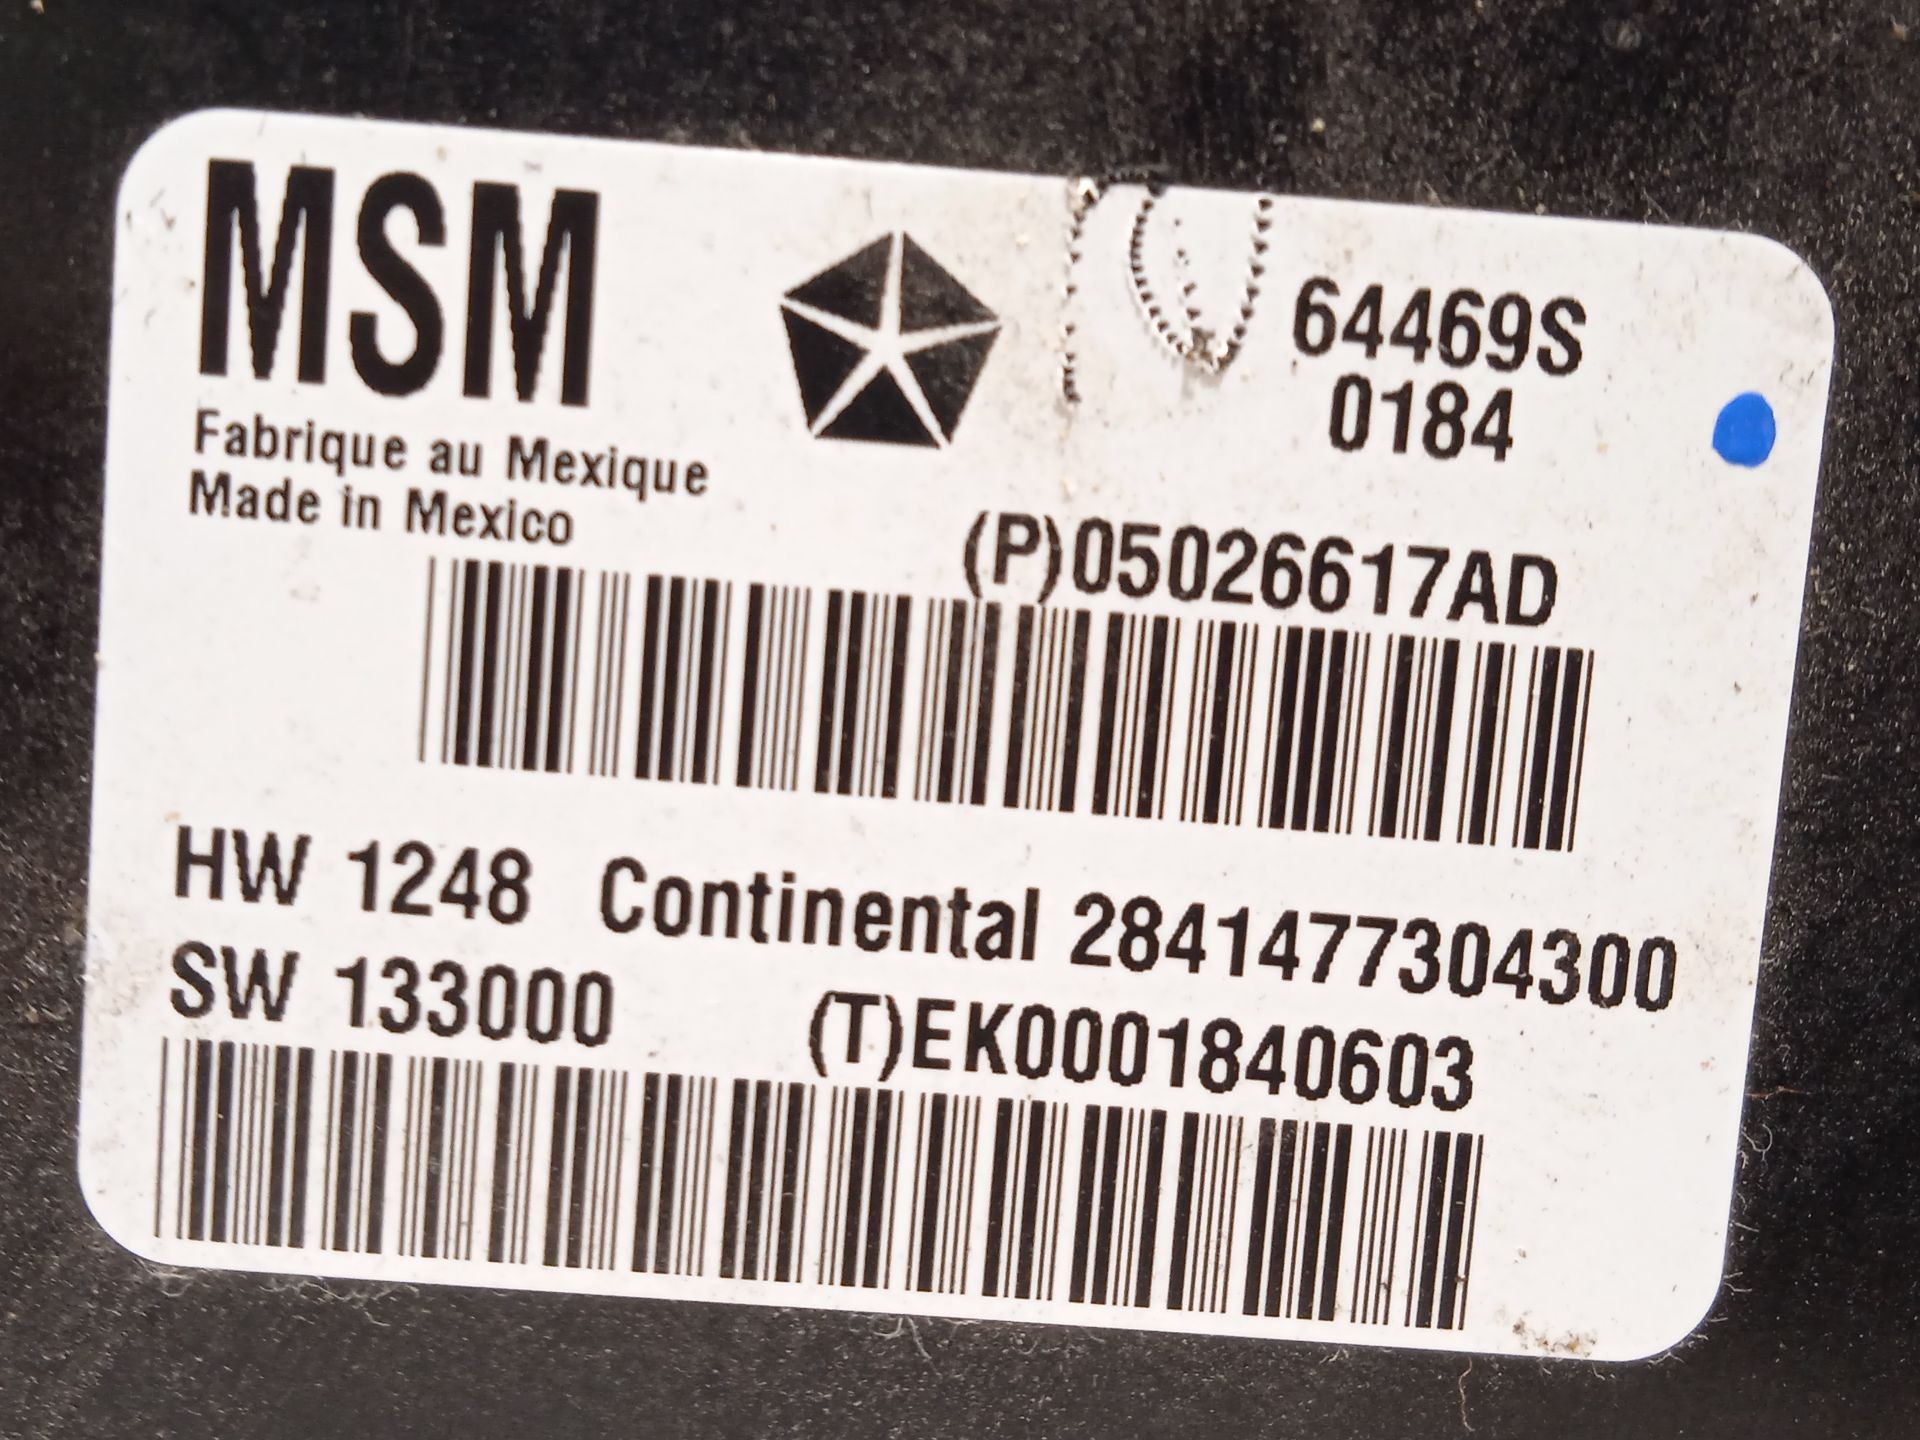 MSM
64469S
0184
Fabrique au Mexique
Made in Mexico
(P)05026617AD
HW 1248 Continental 2841477304300
SW 133000 (T)EK0001840603